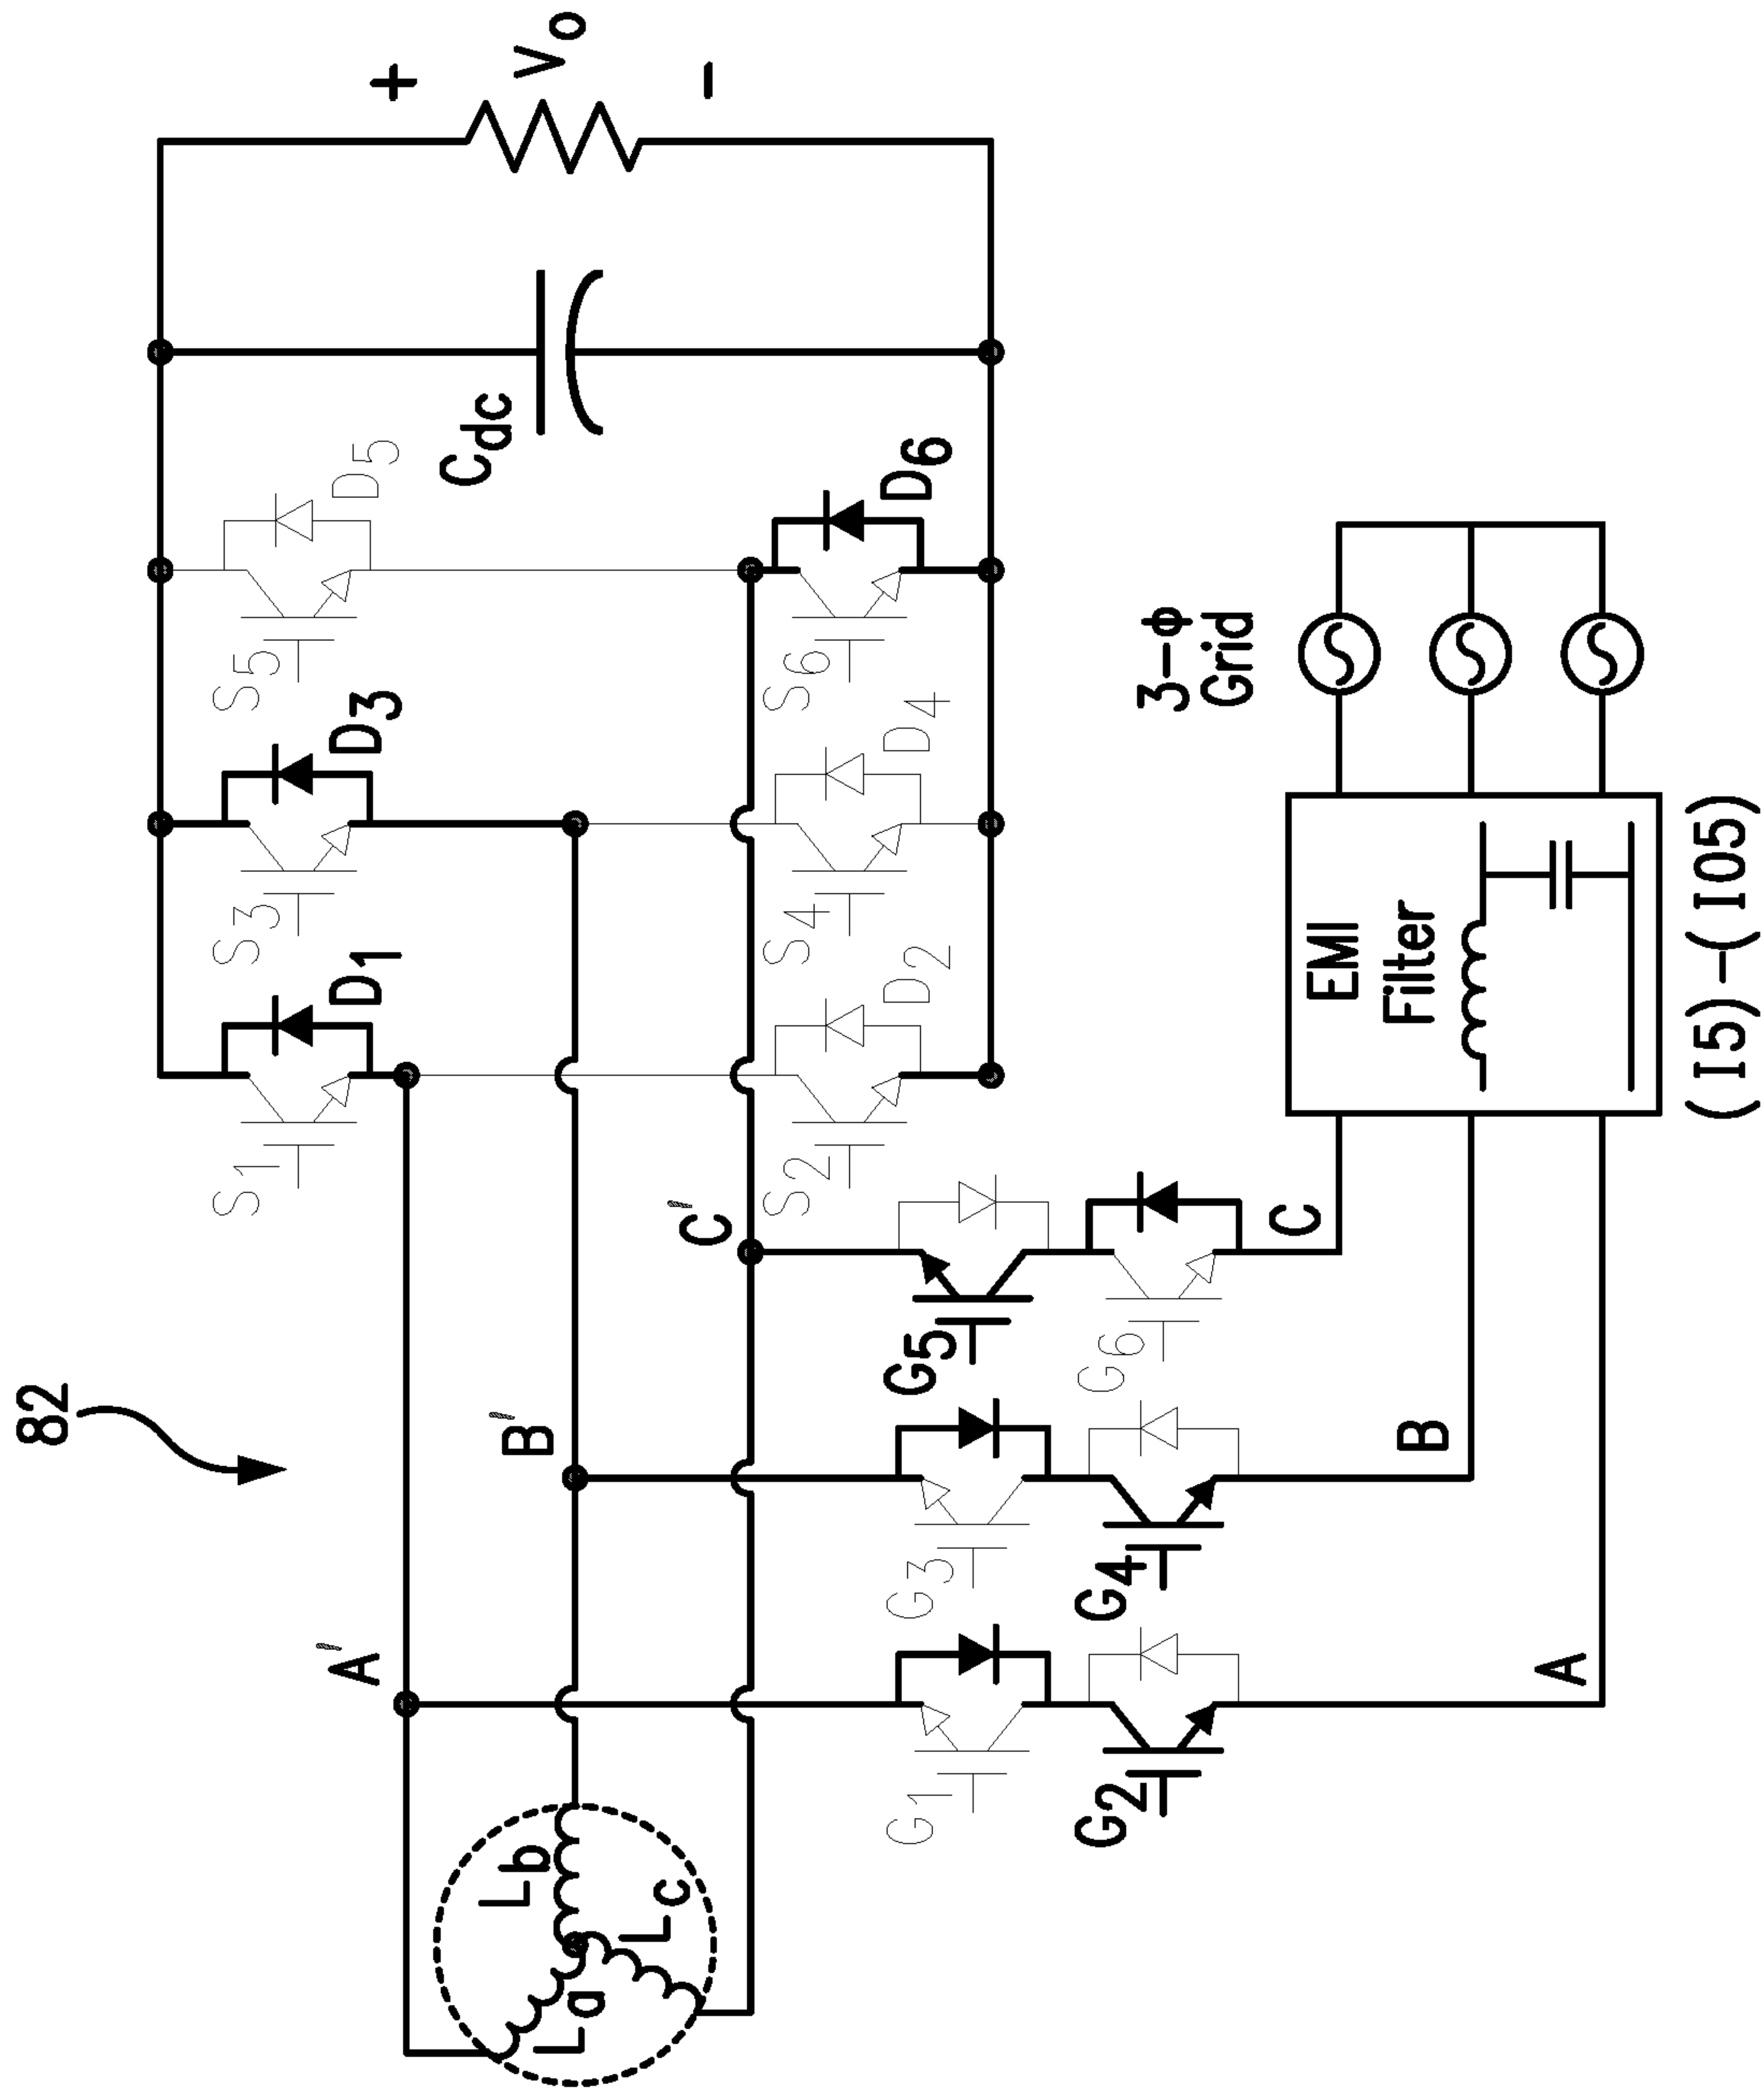 82
S1
D1
S3
D3
S5
D5
Cdc
+
Vo
−
A'
B'
C'
La
Lb
Lc
S2
D2
S4
D4
S6
D6
G1
G3
G5
G2
G4
G6
A
B
C
EMI
Filter
3-ϕ
Grid
(I5)-(I05)